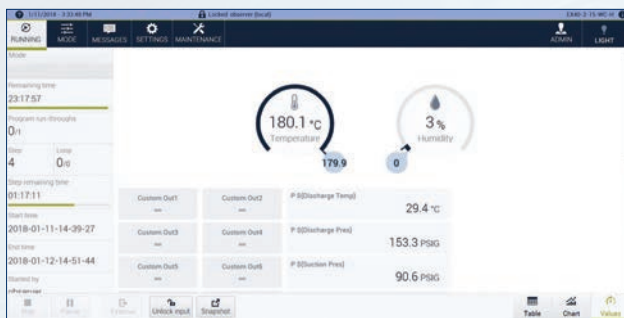 1/11/2018 - 3:33:40 PM
Locked: observer (local)
RUNNING
MODE
MESSAGES
SETTINGS
MAINTENANCE
ADMIN
LIGHT
Mode
Remaining time
23:17:57
Program run-throughs
0/1
Step
Loop
4
0/0
Step remaining time
01:17:11
Start time
2018-01-11-14-39-27
End time
2018-01-12-14-51-44
Started by
observer
180.1 °C
Temperature
179.9
3 %
Humidity
0
Custom Out1
Custom Out2
Custom Out3
Custom Out4
Custom Out5
Custom Out6
P 0(Discharge Temp)
29.4 °C
P 0(Discharge Pres)
153.3 PSIG
P 0(Suction Pres)
90.6 PSIG
Stop
Pause
Unlock input
Snapshot
Table
Chart
Values